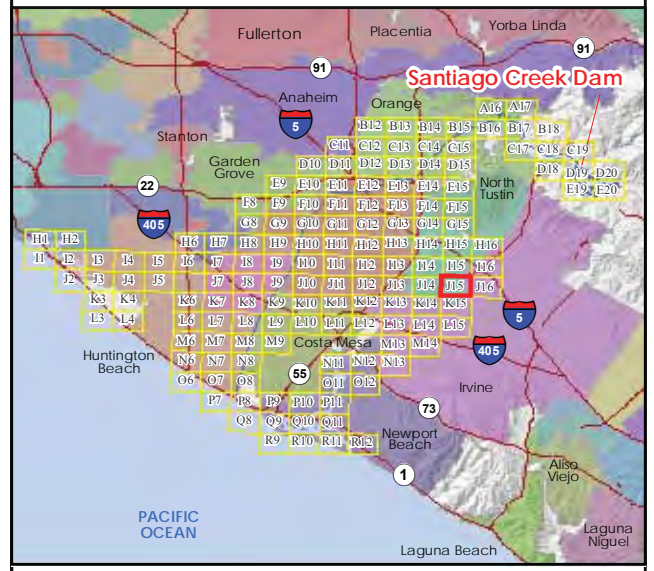 Fullerton
Placentia
Yorba Linda
91
91
Santiago Creek Dam
Anaheim
Orange
A16 A17
5
B12 B13 B14 B15 B16 B17 B18
Stanton
C11 C12 C13 C14 C15 C17 C18 C19
Garden
Grove
D10 D11 D12 D13 D14 D15 D18 D19 D20
22
E9 E10 E11 E12 E13 E14 E15 E19 E20
North
Tustin
F8 F9 F10 F11 F12 F13 F14 F15
405
G8 G9 G10 G11 G12 G13 G14 G15
H1 H2 H6 H7 H8 H9 H10 H11 H12 H13 H14 H15 H16
I1 I2 I3 I4 I5 I6 I7 I8 I9 I10 I11 I12 I13 I14 I15 I16
J2 J3 J4 J5 J7 J8 J9 J10 J11 J12 J13 J14 J15 J16
K3 K4 K6 K7 K8 K9 K10 K11 K12 K13 K14 K15
5
L3 L4 L6 L7 L8 L9 L10 L11 L12 L13 L14 L15
M6 M7 M8 M9 Costa Mesa M13 M14
405
Huntington
Beach
N6 N7 N8 N11 N12 N13
55
O6 O7 O8 O11 O12
Irvine
P7 P8 P9 P10 P11
73
Q8 Q9 Q10 Q11
R9 R10 R11 R12
Newport
Beach
1
Aliso
Viejo
PACIFIC
OCEAN
Laguna
Niguel
Laguna Beach